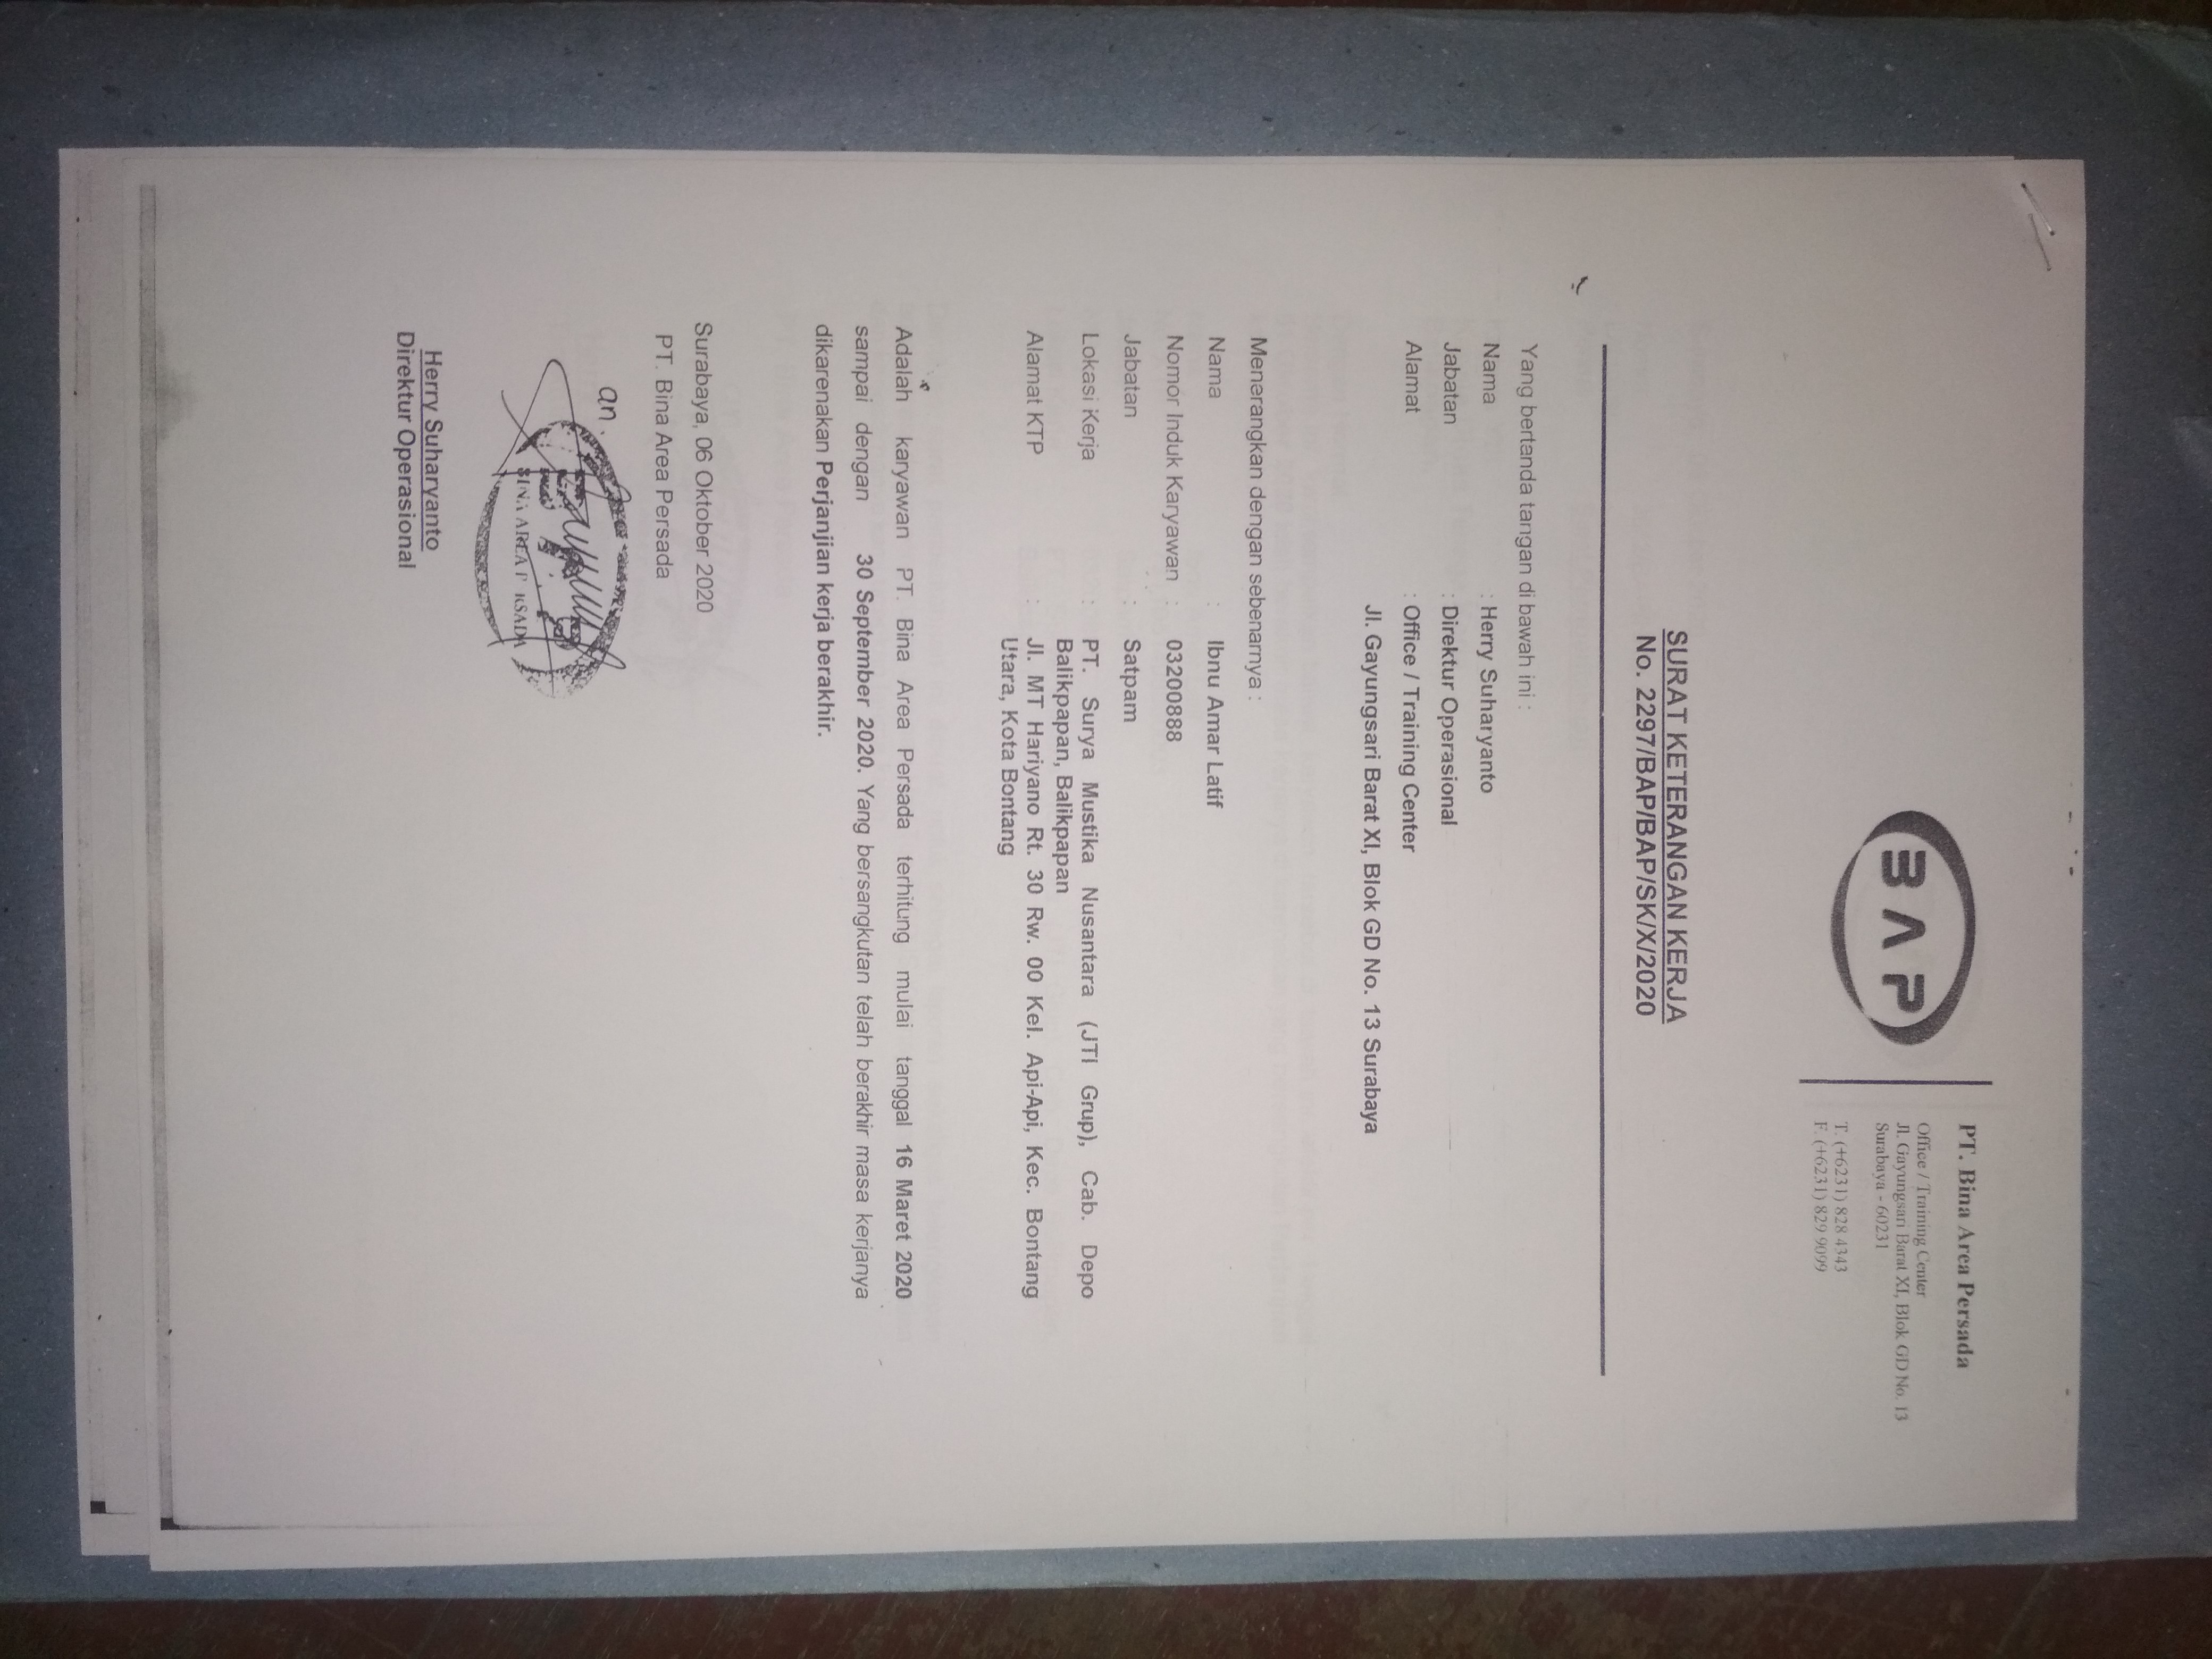 BAP
PT. Bina Area Persada
Office / Training Center
Jl. Gayungsari Barat XI, Blok GD No. 13
Surabaya - 60231
T. (+6231) 828 4343
F. (+6231) 829 9099
SURAT KETERANGAN KERJA
No. 2297/BAP/BAP/SK/X/2020
Yang bertanda tangan di bawah ini :
Nama : Herry Suharyanto
Jabatan : Direktur Operasional
Alamat : Office / Training Center
Jl. Gayungsari Barat XI, Blok GD No. 13 Surabaya
Menerangkan dengan sebenarnya :
Nama : Ibnu Amar Latif
Nomor Induk Karyawan : 03200888
Jabatan : Satpam
Lokasi Kerja : PT. Surya Mustika Nusantara (JTI Grup), Cab. Depo
Balikpapan, Balikpapan
Alamat KTP : Jl. MT Hariyano Rt. 30 Rw. 00 Kel. Api-Api, Kec. Bontang
Utara, Kota Bontang
Adalah karyawan PT. Bina Area Persada terhitung mulai tanggal 16 Maret 2020
sampai dengan 30 September 2020. Yang bersangkutan telah berakhir masa kerjanya
dikarenakan Perjanjian kerja berakhir.
Surabaya, 06 Oktober 2020
PT. Bina Area Persada
an.
BINA AREA P RSADA
Herry Suharyanto
Direktur Operasional